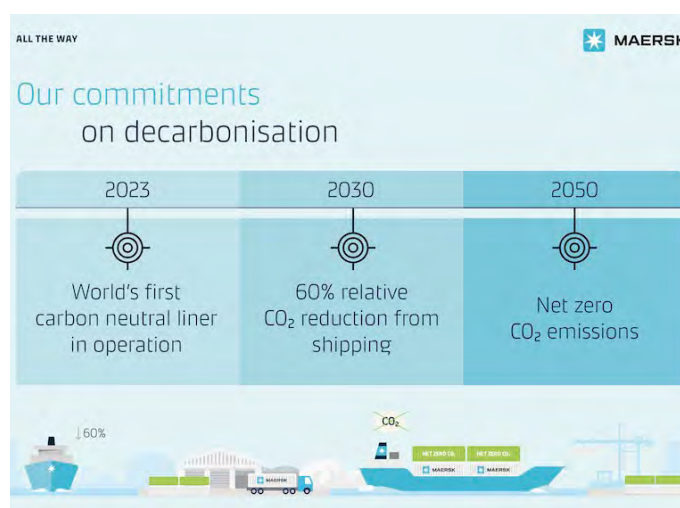 ALL THE WAY
MAERSK
Our commitments
on decarbonisation
2023
2030
2050
World's first
carbon neutral liner
in operation
60% relative
CO₂ reduction from
shipping
Net zero
CO₂ emissions
↓60%
CO₂
NET ZERO CO₂
NET ZERO CO₂
MAERSK
MAERSK
MAERSK